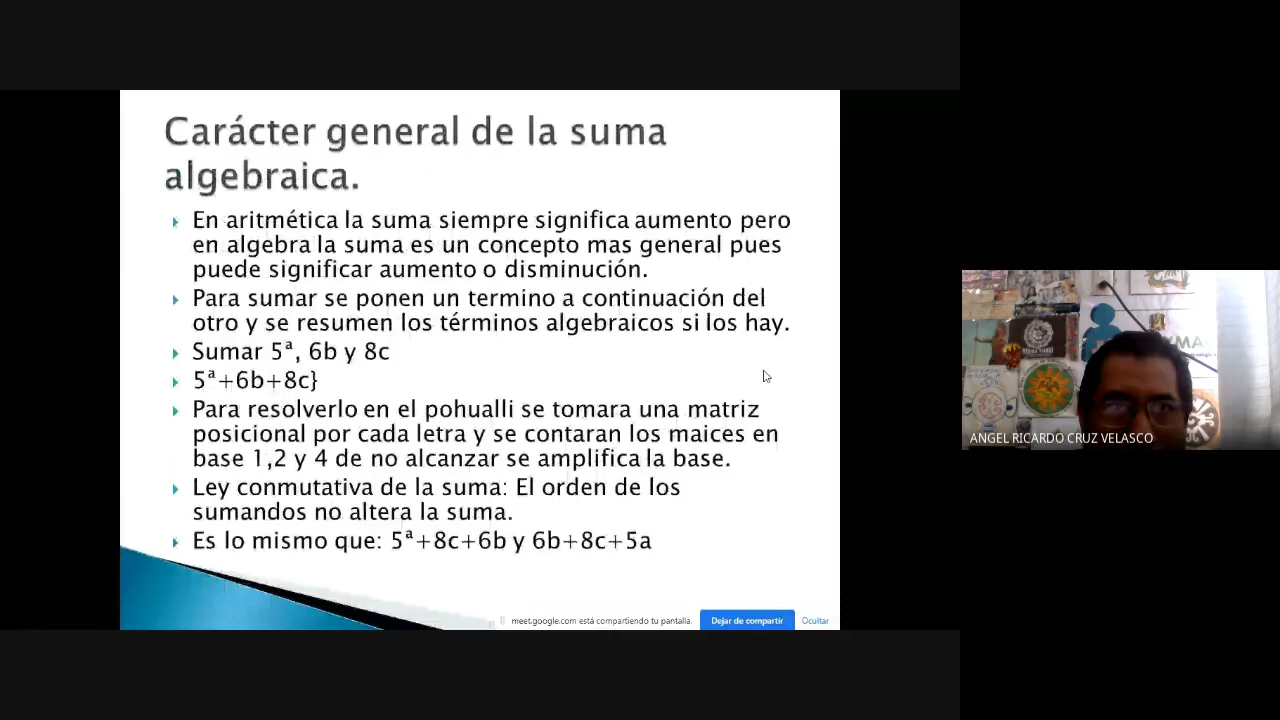 Carácter general de la suma
algebraica.
En aritmética la suma siempre significa aumento pero
en algebra la suma es un concepto mas general pues
puede significar aumento o disminución.
Para sumar se ponen un termino a continuación del
otro y se resumen los términos algebraicos si los hay.
Sumar 5ª, 6b y 8c
5ª+6b+8c}
Para resolverlo en el pohualli se tomara una matriz
posicional por cada letra y se contaran los maices en
base 1,2 y 4 de no alcanzar se amplifica la base.
Ley conmutativa de la suma: El orden de los
sumandos no altera la suma.
Es lo mismo que: 5ª+8c+6b y 6b+8c+5a
meet.google.com está compartiendo tu pantalla.
Dejar de compartir
Ocultar
ANGEL RICARDO CRUZ VELASCO